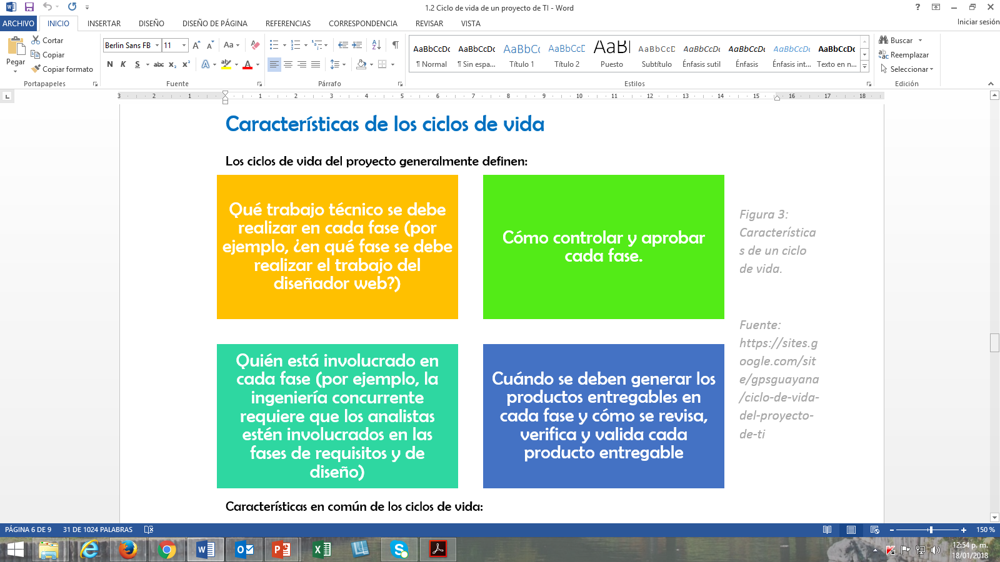 1.2 Ciclo de vida de un proyecto de TI - Word
ARCHIVO INICIO INSERTAR DISEÑO DISEÑO DE PÁGINA REFERENCIAS CORRESPONDENCIA REVISAR VISTA Iniciar sesión
Pegar
Cortar
Copiar
Copiar formato
Portapapeles
Berlin Sans FB 11
Aa
N K S abc x₂ x²
Fuente
Párrafo
AaBbCcDc AaBbCcDc AaBbCc AaBbCcD AaBl AaBbCcD AaBbCcDc AaBbCcDc AaBbCcDc AaBbCcDc
¶ Normal ¶ Sin espa... Título 1 Título 2 Puesto Subtítulo Énfasis sutil Énfasis Énfasis int... Texto en n...
Estilos
Buscar
Reemplazar
Seleccionar
Edición
3 2 1 1 2 3 4 5 6 7 8 9 10 11 12 13 14 15 16 17 18
Características de los ciclos de vida
Los ciclos de vida del proyecto generalmente definen:
Qué trabajo técnico se debe
realizar en cada fase (por
ejemplo, ¿en qué fase se debe
realizar el trabajo del
diseñador web?)
Cómo controlar y aprobar
cada fase.
Figura 3:
Característica
s de un ciclo
de vida.
Fuente:
https://sites.g
oogle.com/sit
e/gpsguayana
/ciclo-de-vida-
del-proyecto-
de-ti
Quién está involucrado en
cada fase (por ejemplo, la
ingeniería concurrente
requiere que los analistas
estén involucrados en las
fases de requisitos y de
diseño)
Cuándo se deben generar los
productos entregables en
cada fase y cómo se revisa,
verifica y valida cada
producto entregable
Características en común de los ciclos de vida:
PÁGINA 6 DE 9 31 DE 1024 PALABRAS 150 %
12:54 p. m.
18/01/2018